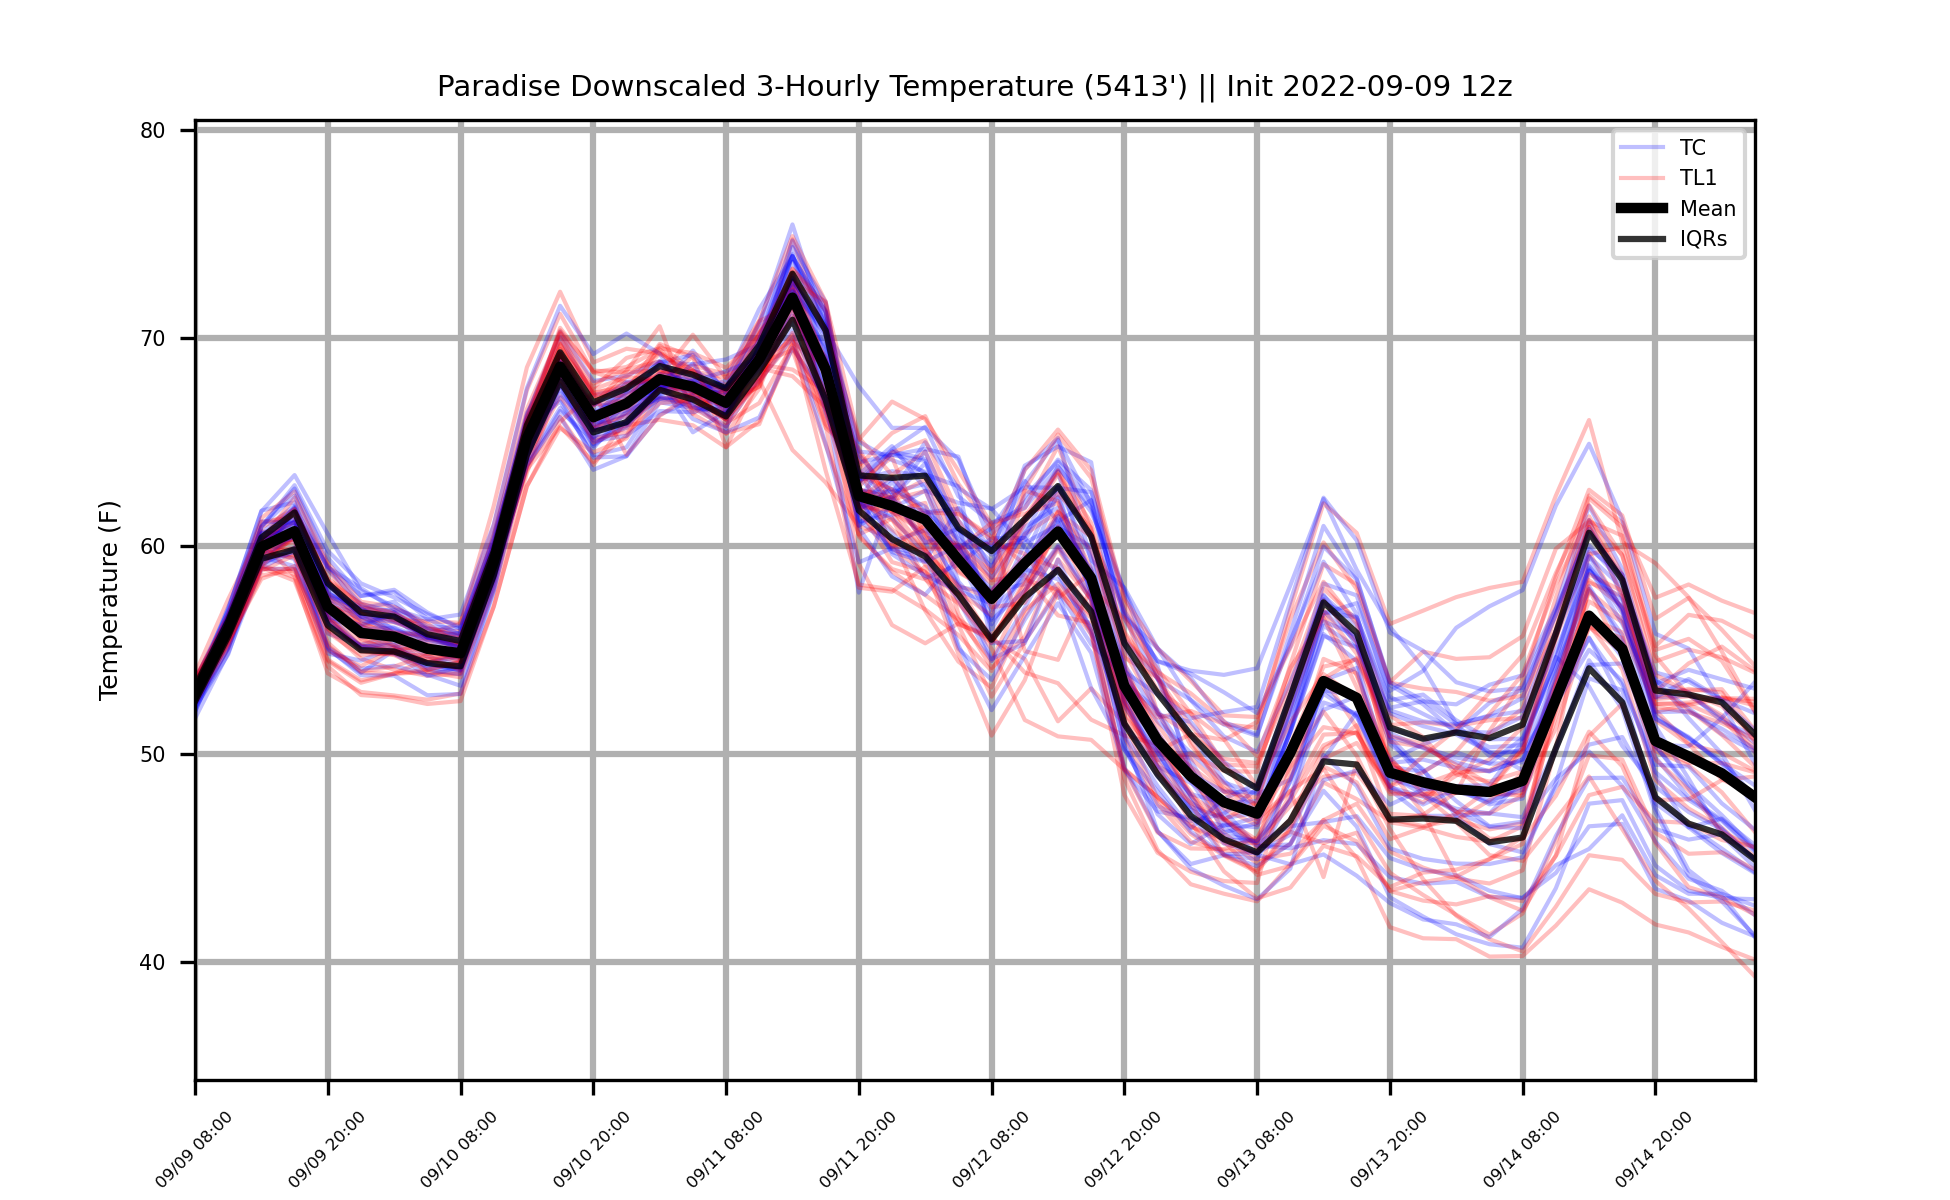 Paradise Downscaled 3-Hourly Temperature (5413') || Init 2022-09-09 12z
TC
TL1
Mean
IQRs
Temperature (F)
80
70
60
50
40
09/09 08:00
09/09 20:00
09/10 08:00
09/10 20:00
09/11 08:00
09/11 20:00
09/12 08:00
09/12 20:00
09/13 08:00
09/13 20:00
09/14 08:00
09/14 20:00